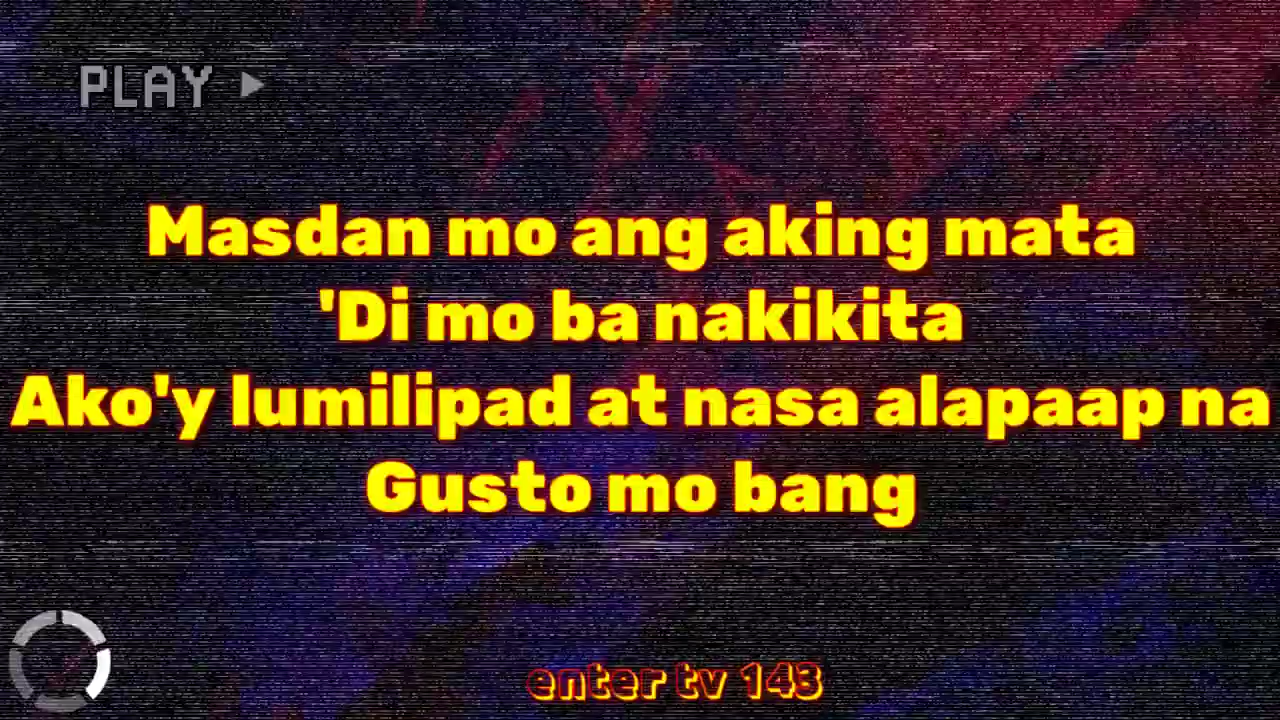 PLAY
Masdan mo ang aking mata
'Di mo ba nakikita
Ako'y lumilipad at nasa alapaap na
Gusto mo bang
enter tv 143